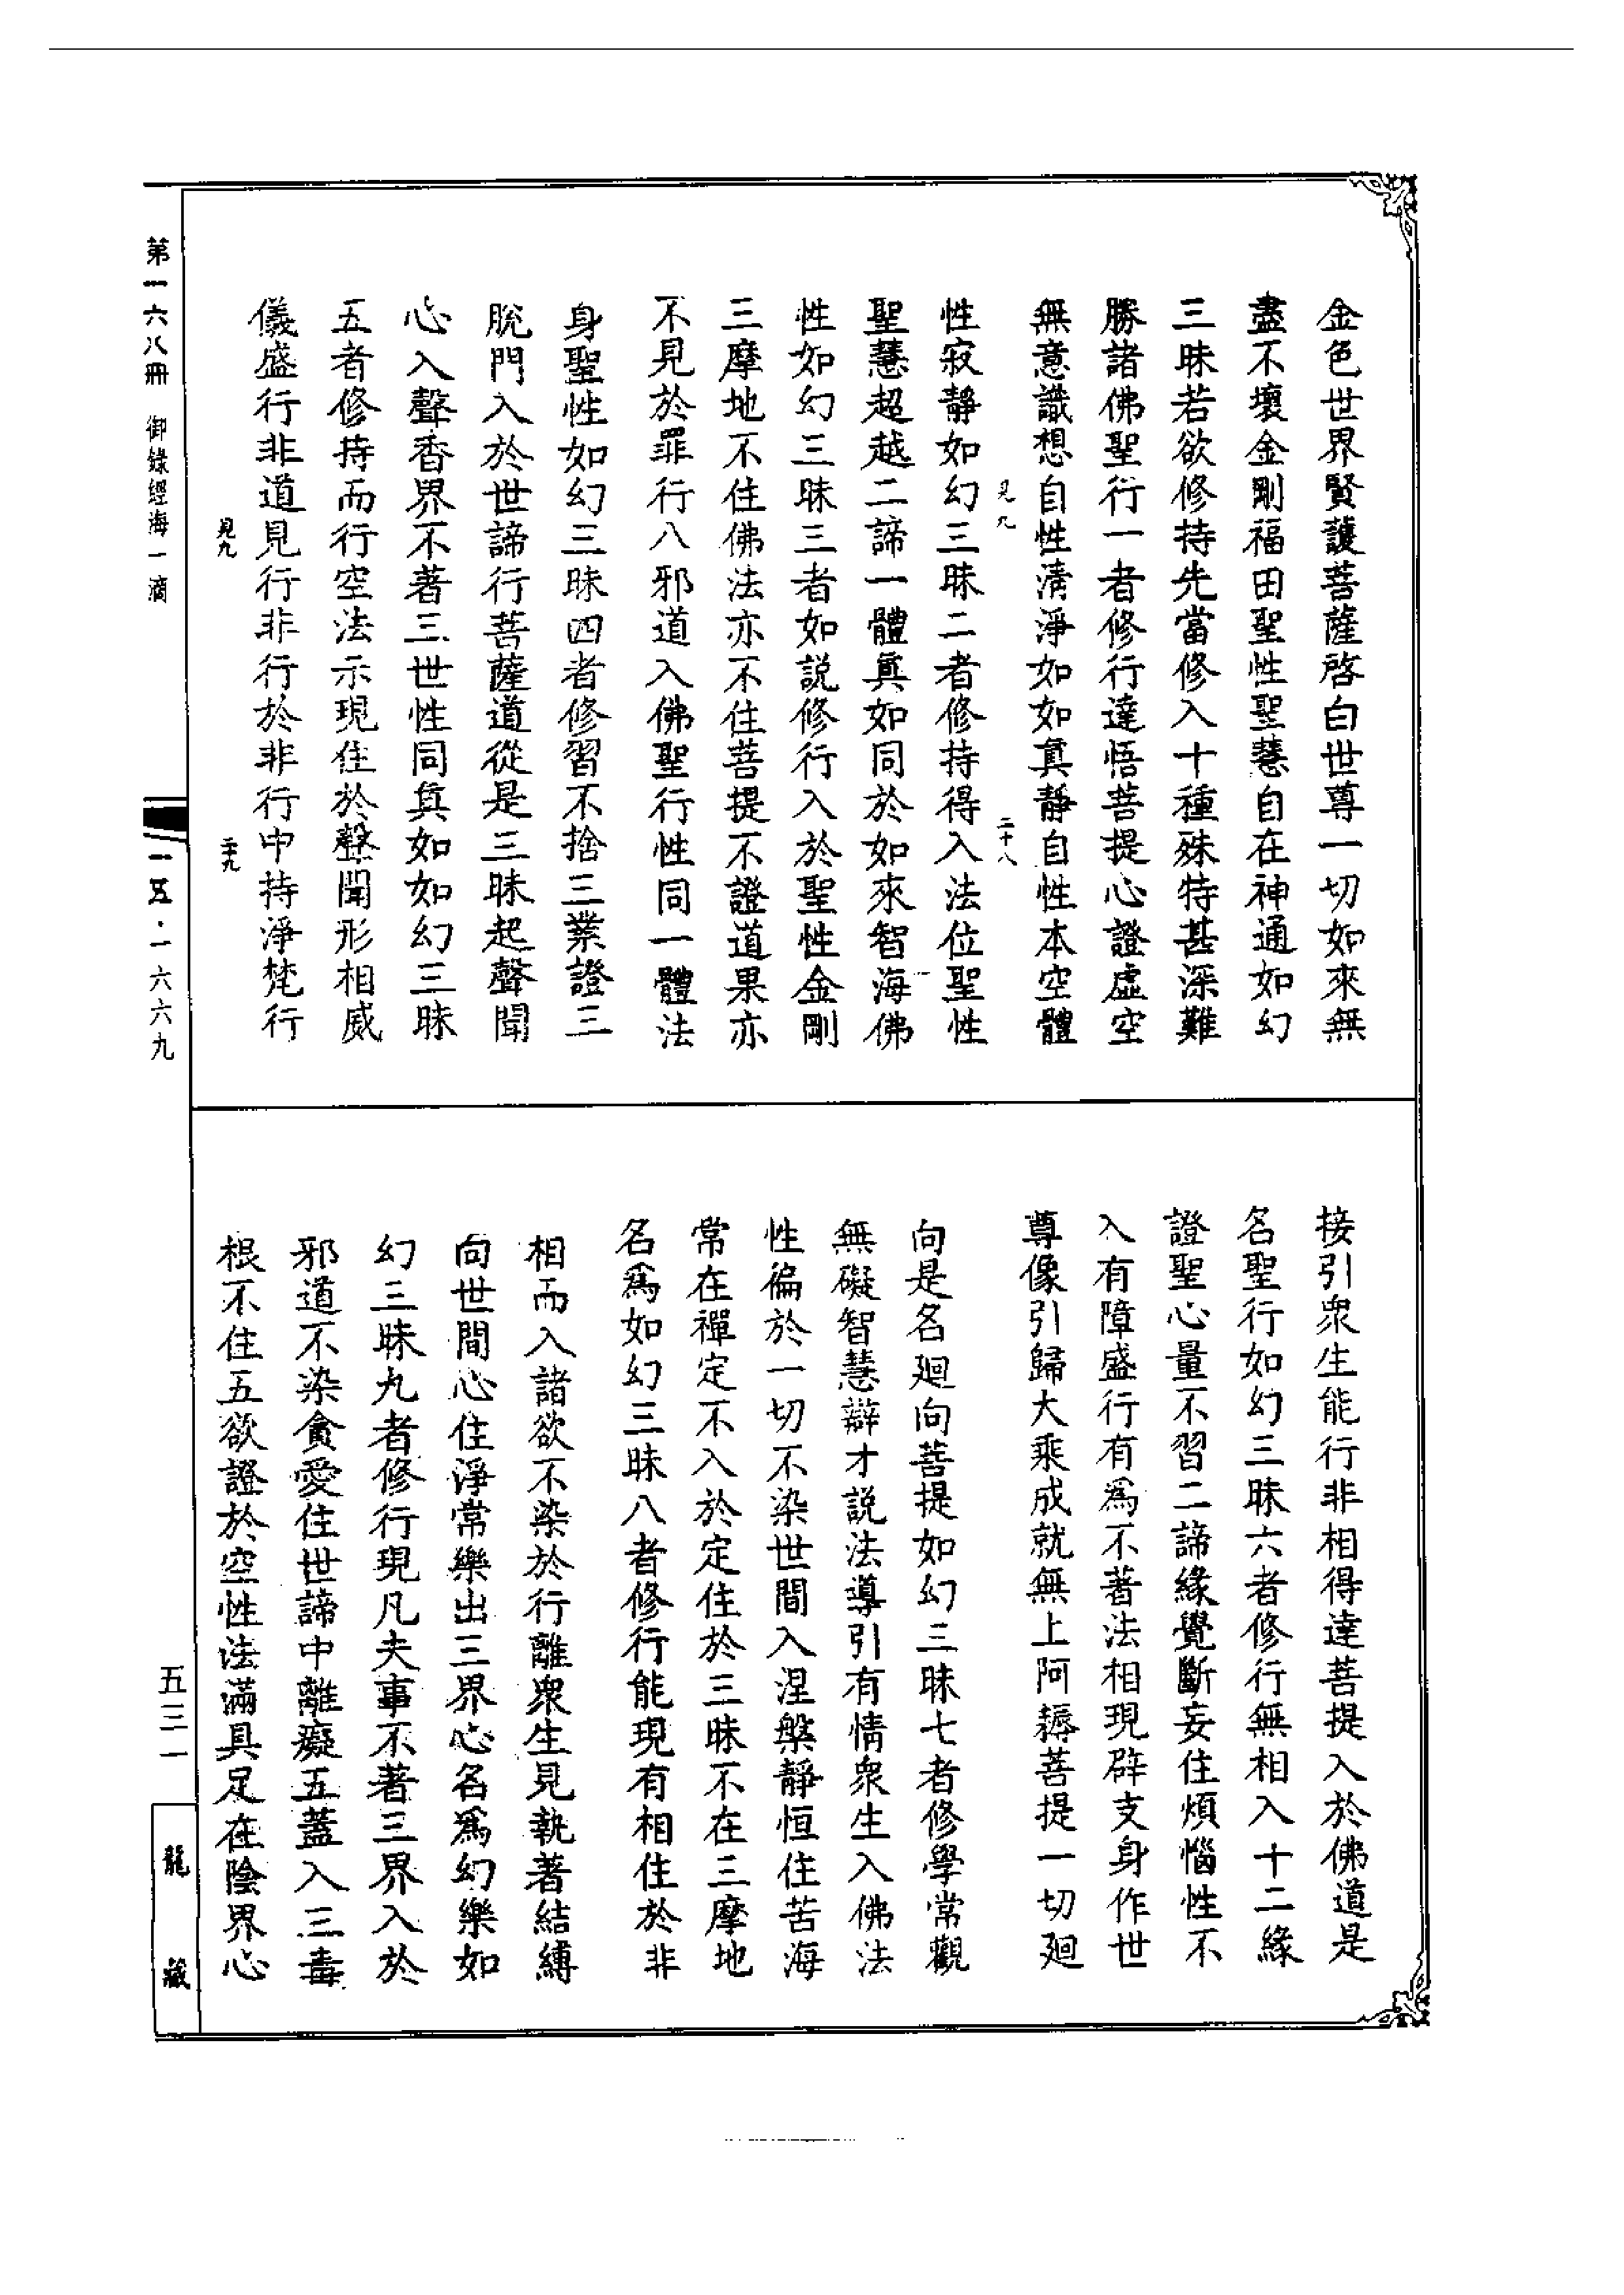 金色世界賢護菩薩啓白世尊一切如來無
盡不壞金剛福田聖性聖慧自在神通如幻
三昧若欲修持先當修入十種殊特甚深難
勝諸佛聖行一者修行達悟菩提心證虛空
無意識想自性清淨如如真靜自性本空體
見九
二十八
性寂靜如幻三昧二者修持得入法位聖性
聖慧超越二諦一體真如同於如來智海佛
性如幻三昧三者如説修行入於聖性金剛
三摩地不住佛法亦不住菩提不證道果亦
不見於罪行八邪道入佛聖行性同一體法
身聖性如幻三昧四者修習不捨三業證三
脫門入於世諦行菩薩道從是三昧起聲聞
心入聲香界不著三世性同真如如幻三昧
五者修持而行空法示現住於聲聞形相威
儀盛行非道見行非行於非行中持淨梵行
見九
二十九
接引衆生能行非相得達菩提入於佛道是
名聖行如幻三昧六者修行無相入十二緣
證聖心量不習二諦緣覺斷妄住煩惱性不
入有障盛行有爲不著法相現辟支身作世
尊像引歸大乘成就無上阿耨菩提一切廻
向是名廻向菩提如幻三昧七者修學常觀
無礙智慧辯才説法導引有情衆生入佛法
性徧於一切不染世間入涅槃靜恒住苦海
常在禪定不入於定住於三昧不在三摩地
名爲如幻三昧八者修行能現有相住於非
相而入諸欲不染於行離衆生見執著結縛
向世間心住淨常樂出三界心名爲幻樂如
幻三昧九者修行現凡夫事不著三界入於
邪道不染貪愛住世諦中離癡五蓋入三毒
根不住五欲證於空性法滿具足在陰界心
第一六八冊 御錄經海一滴
一五·一六六九
五三一
龍藏